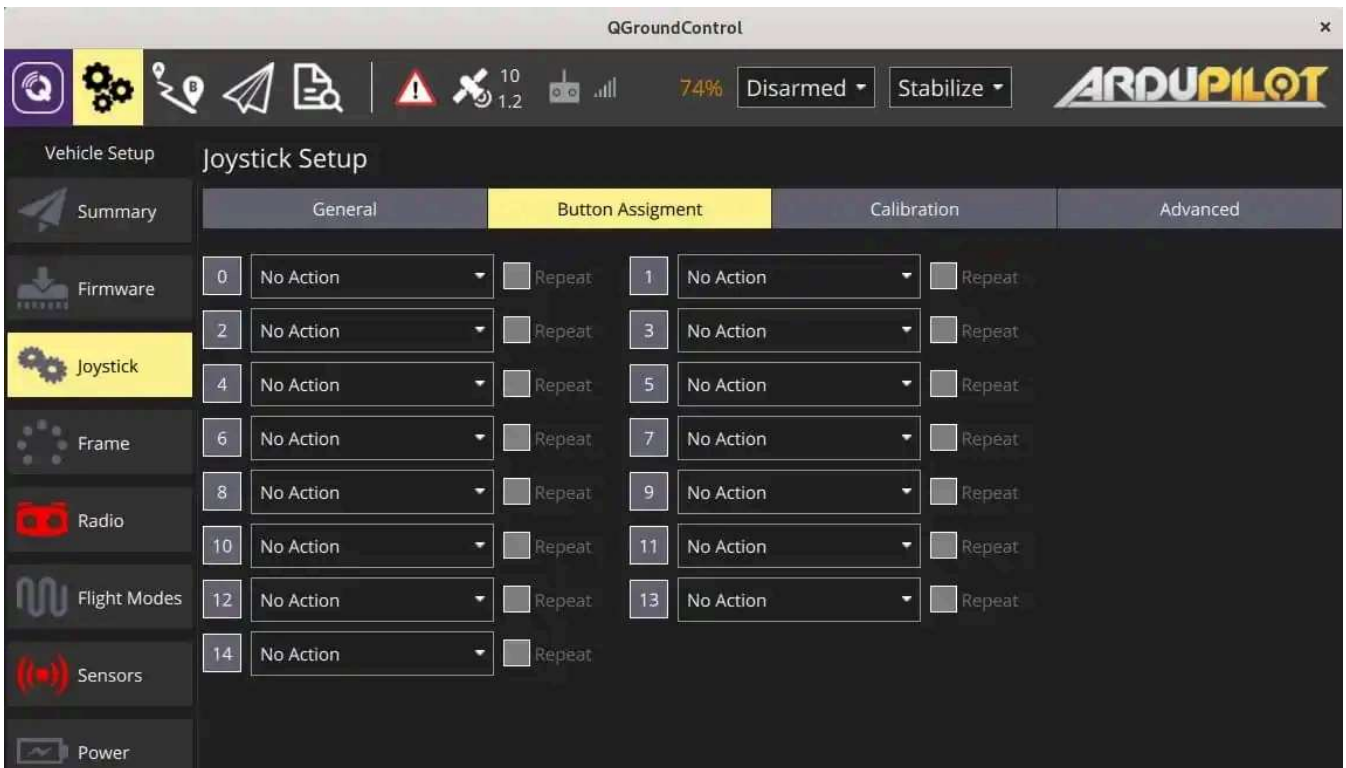 QGroundControl ×
10
1.2
74% Disarmed Stabilize ARDUPILOT
Vehicle Setup
Joystick Setup
Summary
General Button Assigment Calibration Advanced
Firmware
0 No Action Repeat 1 No Action Repeat
2 No Action Repeat 3 No Action Repeat
Joystick
4 No Action Repeat 5 No Action Repeat
Frame
6 No Action Repeat 7 No Action Repeat
8 No Action Repeat 9 No Action Repeat
Radio
10 No Action Repeat 11 No Action Repeat
Flight Modes
12 No Action Repeat 13 No Action Repeat
14 No Action Repeat
Sensors
Power